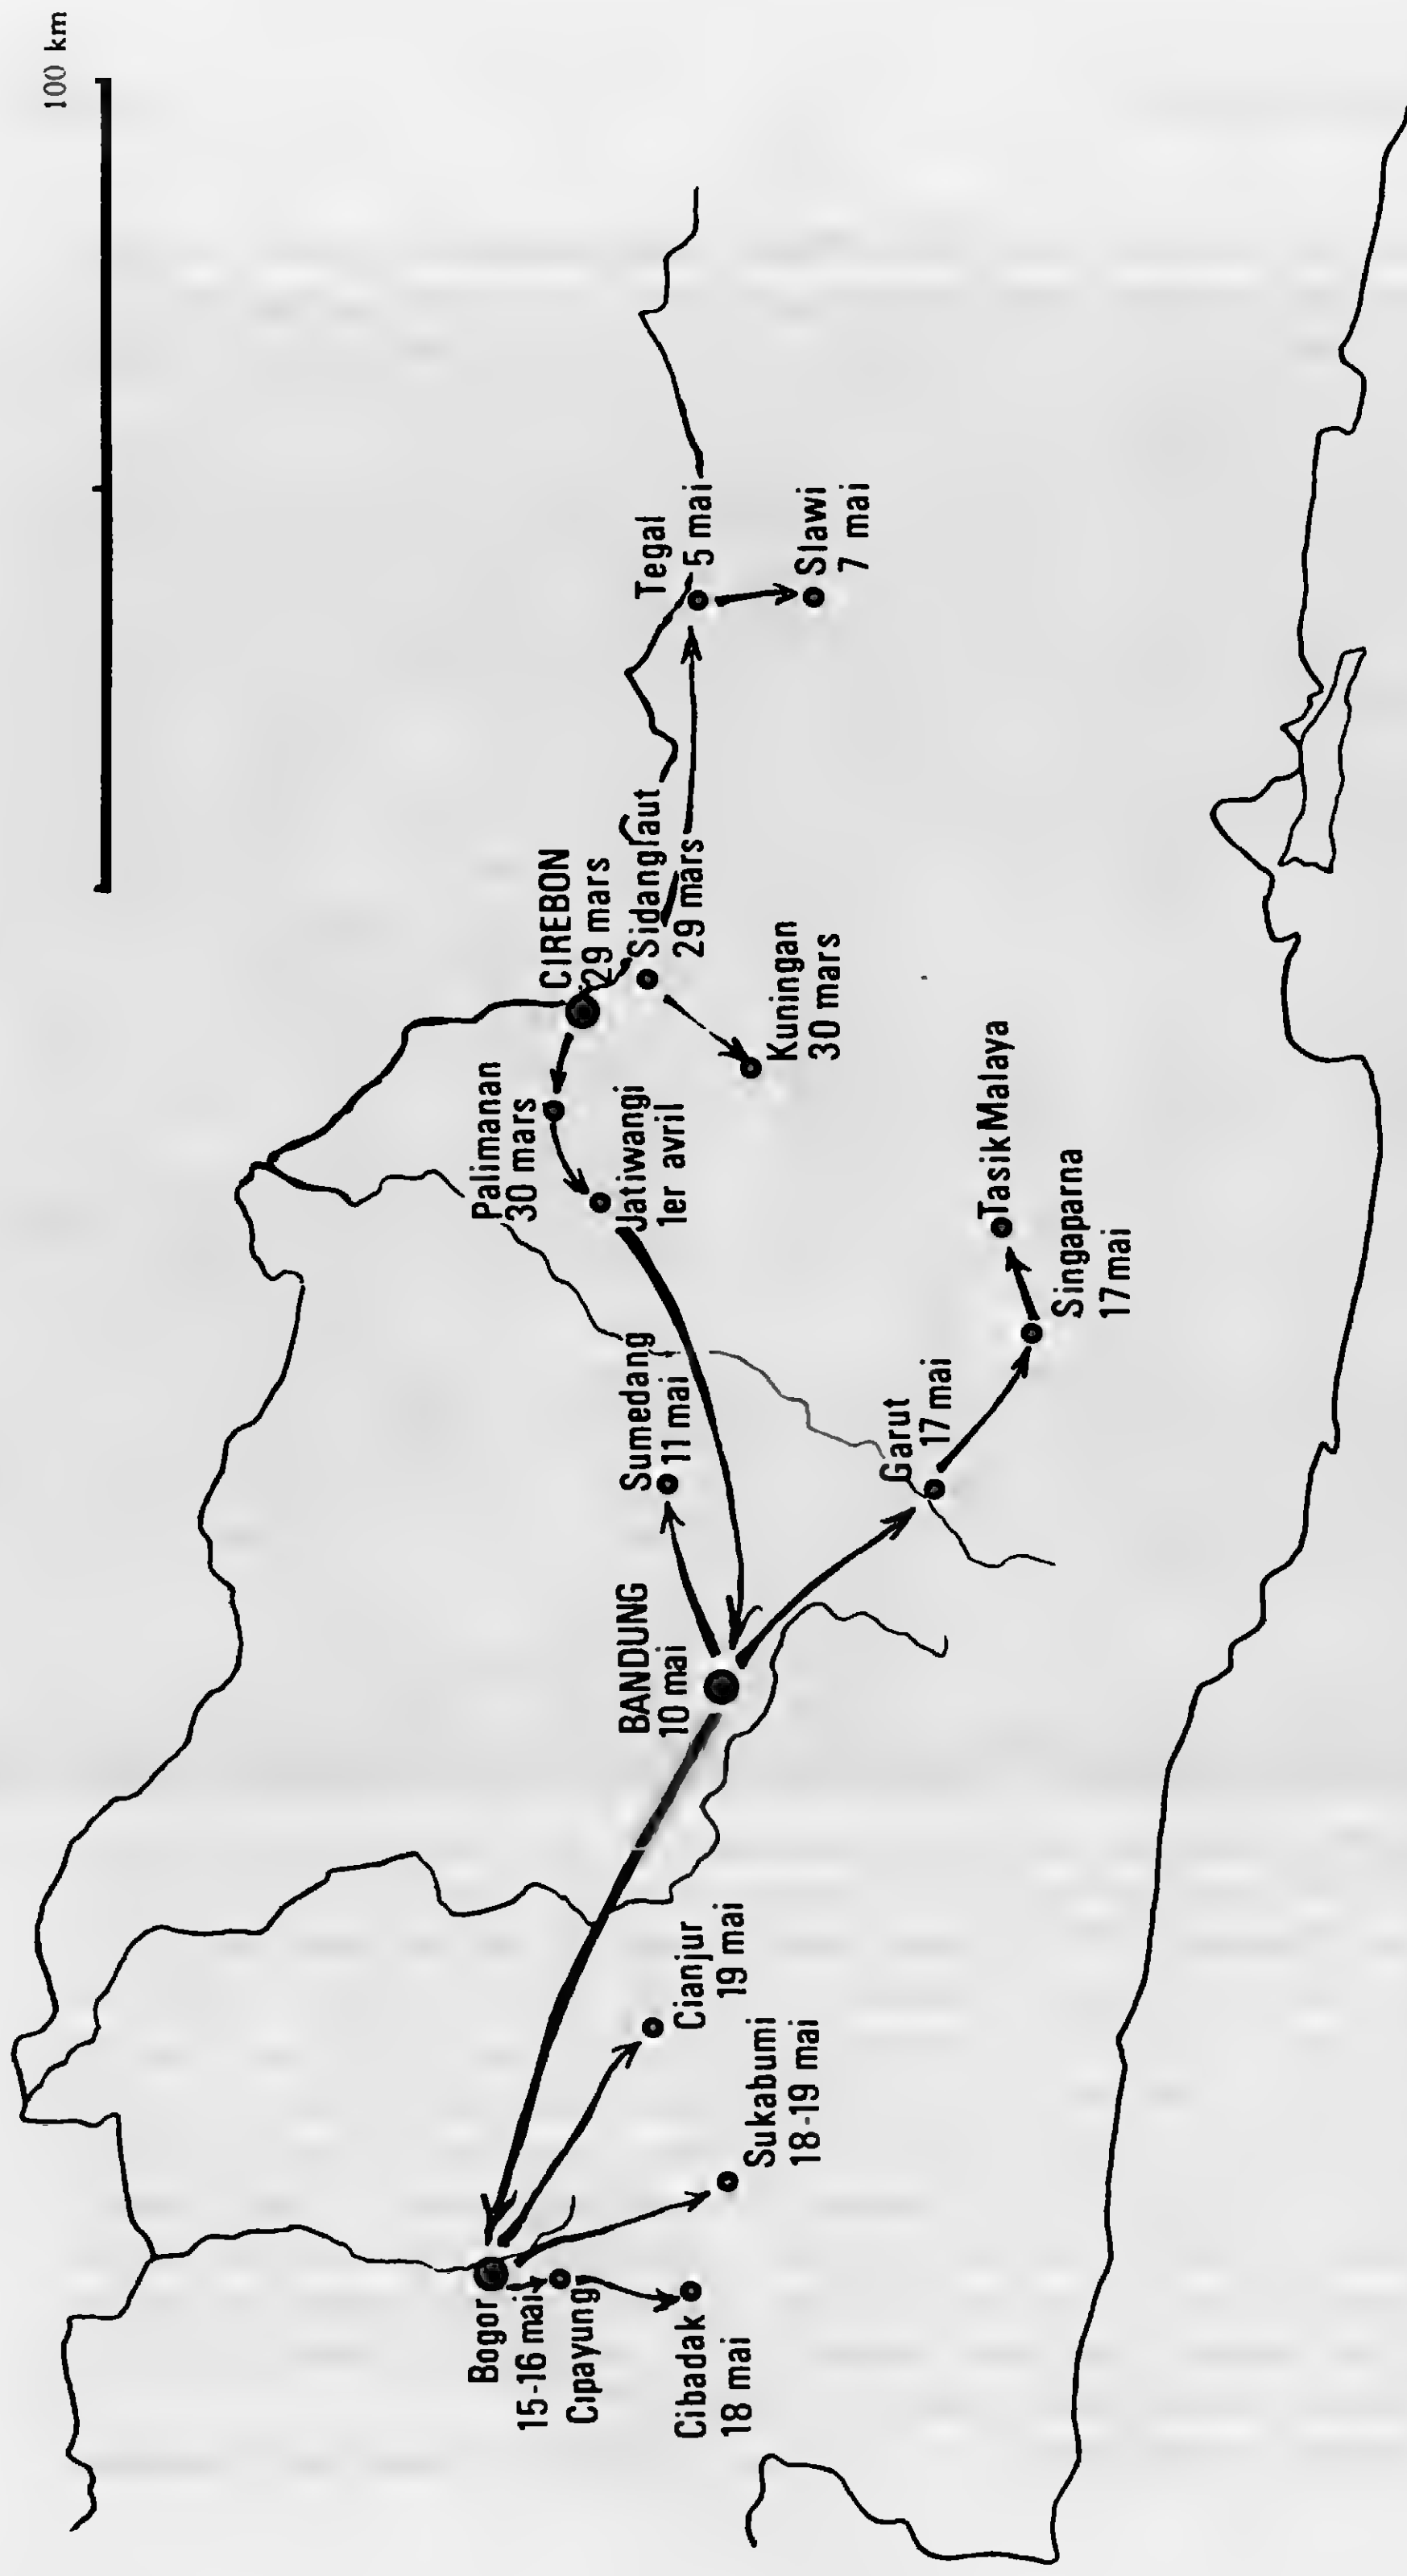 100 km
CIREBON
29 mars
Sidanglaut
29 mars
Tegal
5 mai
Slawi
7 mai
Palimanan
30 mars
Jatiwangi
1er avril
Kuningan
30 mars
Sumedang
11 mai
BANDUNG
10 mai
Garut
17 mai
TasikMalaya
Singaparna
17 mai
Bogor
15-16 mai
Cipayung
Cianjur
19 mai
Sukabumi
18-19 mai
Cibadak
18 mai